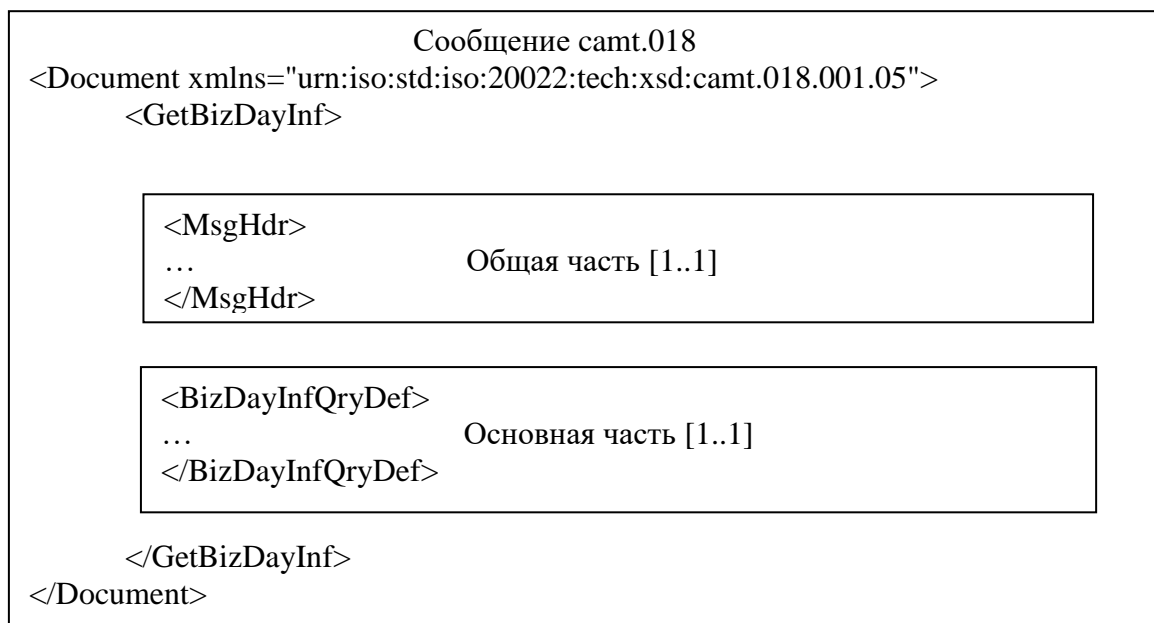 Сообщение camt.018
<Document xmlns="urn:iso:std:iso:20022:tech:xsd:camt.018.001.05">
<GetBizDayInf>
<MsgHdr>
… Общая часть [1..1]
</MsgHdr>
<BizDayInfQryDef>
… Основная часть [1..1]
</BizDayInfQryDef>
</GetBizDayInf>
</Document>